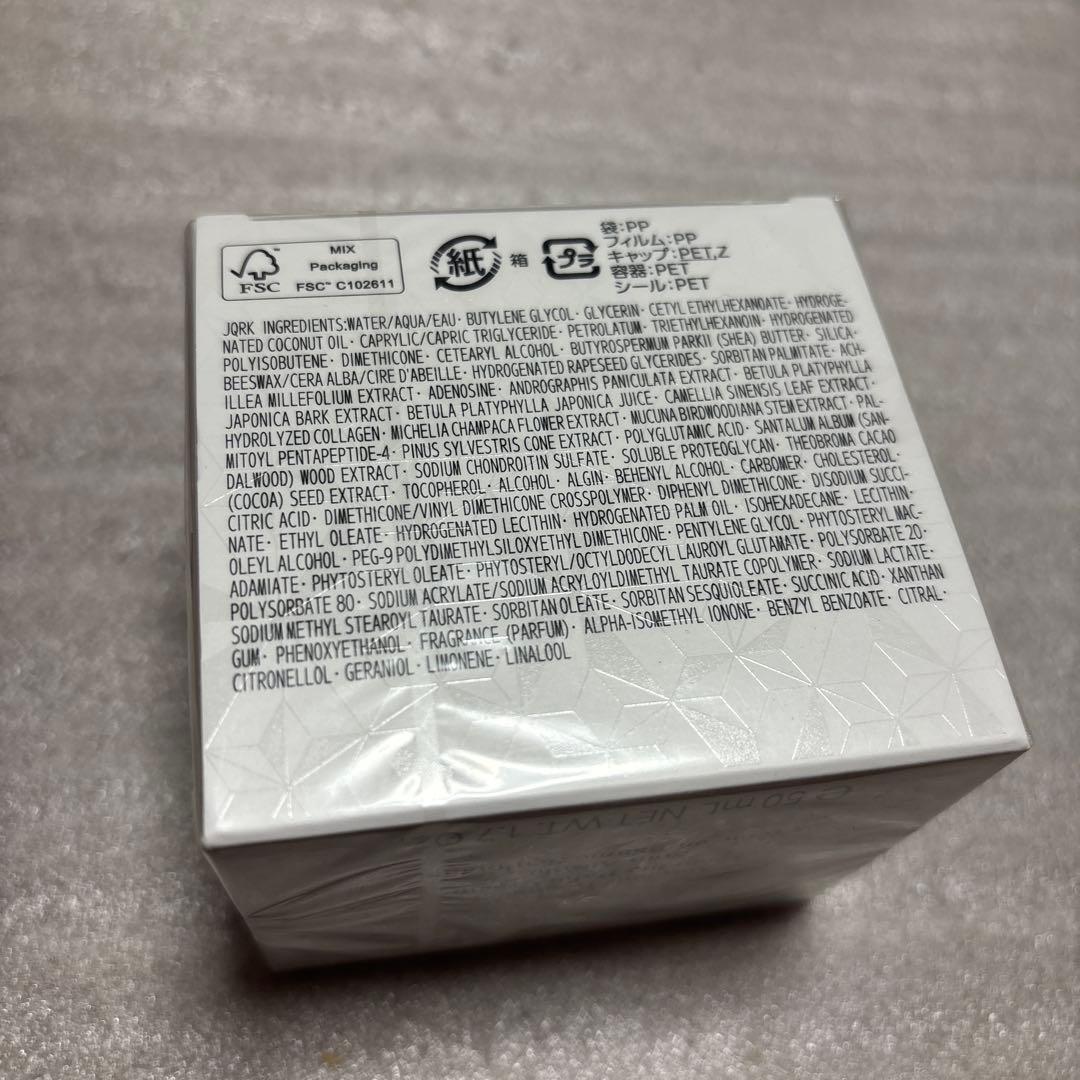 FSC
MIX
Packaging
FSC™ C102611
紙
箱
プラ
袋:PP
フィルム:PP
キャップ:PET,Z
容器:PET
シール:PET
JQRK INGREDIENTS:WATER/AQUA/EAU· BUTYLENE GLYCOL· GLYCERIN· CETYL ETHYLHEXANOATE· HYDROGE-
NATED COCONUT OIL· CAPRYLIC/CAPRIC TRIGLYCERIDE· PETROLATUM· TRIETHYLHEXANOIN· HYDROGENATED
POLYISOBUTENE· DIMETHICONE· CETEARYL ALCOHOL· BUTYROSPERMUM PARKII (SHEA) BUTTER· SILICA·
BEESWAX/CERA ALBA/CIRE D'ABEILLE· HYDROGENATED RAPESEED GLYCERIDES· SORBITAN PALMITATE· ACH-
ILLEA MILLEFOLIUM EXTRACT· ADENOSINE· ANDROGRAPHIS PANICULATA EXTRACT· BETULA PLATYPHYLLA
JAPONICA BARK EXTRACT· BETULA PLATYPHYLLA JAPONICA JUICE· CAMELLIA SINENSIS LEAF EXTRACT·
HYDROLYZED COLLAGEN· MICHELIA CHAMPACA FLOWER EXTRACT· MUCUNA BIRDWOODIANA STEM EXTRACT· PAL-
MITOYL PENTAPEPTIDE-4· PINUS SYLVESTRIS CONE EXTRACT· POLYGLUTAMIC ACID· SANTALUM ALBUM (SAN-
DALWOOD) WOOD EXTRACT· SODIUM CHONDROITIN SULFATE· SOLUBLE PROTEOGLYCAN· THEOBROMA CACAO
(COCOA) SEED EXTRACT· TOCOPHEROL· ALCOHOL· ALGIN· BEHENYL ALCOHOL· CARBOMER· CHOLESTEROL·
CITRIC ACID· DIMETHICONE/VINYL DIMETHICONE CROSSPOLYMER· DIPHENYL DIMETHICONE· DISODIUM SUCCI-
NATE· ETHYL OLEATE· HYDROGENATED LECITHIN· HYDROGENATED PALM OIL· ISOHEXADECANE· LECITHIN·
OLEYL ALCOHOL· PEG-9 POLYDIMETHYLSILOXYETHYL DIMETHICONE· PENTYLENE GLYCOL· PHYTOSTERYL MAC-
ADAMIATE· PHYTOSTERYL OLEATE· PHYTOSTERYL/OCTYLDODECYL LAUROYL GLUTAMATE· POLYSORBATE 20·
POLYSORBATE 80· SODIUM ACRYLATE/SODIUM ACRYLOYLDIMETHYL TAURATE COPOLYMER· SODIUM LACTATE·
SODIUM METHYL STEAROYL TAURATE· SORBITAN OLEATE· SORBITAN SESQUIOLEATE· SUCCINIC ACID· XANTHAN
GUM· PHENOXYETHANOL· FRAGRANCE (PARFUM)· ALPHA-ISOMETHYL IONONE· BENZYL BENZOATE· CITRAL·
CITRONELLOL· GERANIOL· LIMONENE· LINALOOL
℮ 50 mL NET WT. 1.7